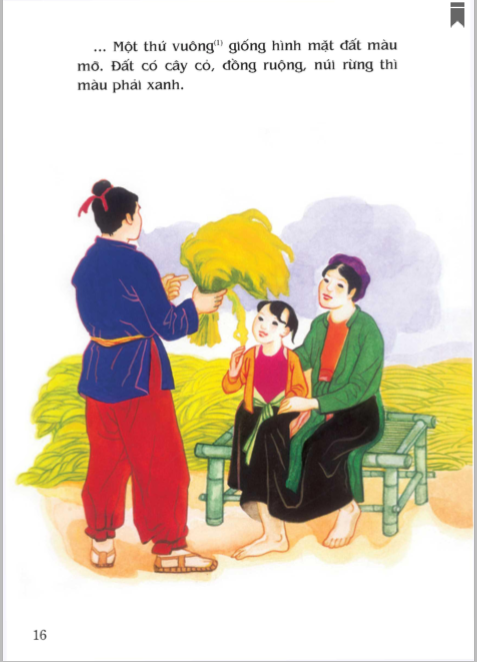 ... Một thứ vuông(1) giống hình mặt đất màu
mỡ. Đất có cây cỏ, đồng ruộng, núi rừng thì
màu phải xanh.
16